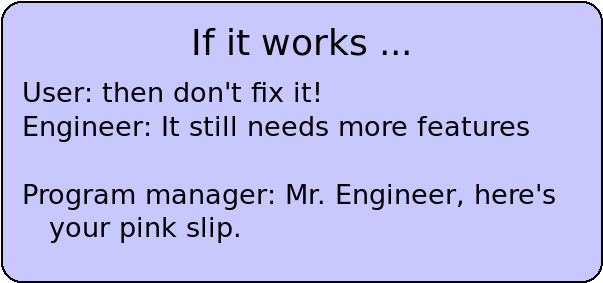 If it works ...
User: then don't fix it!
Engineer: It still needs more features
Program manager: Mr. Engineer, here's
your pink slip.